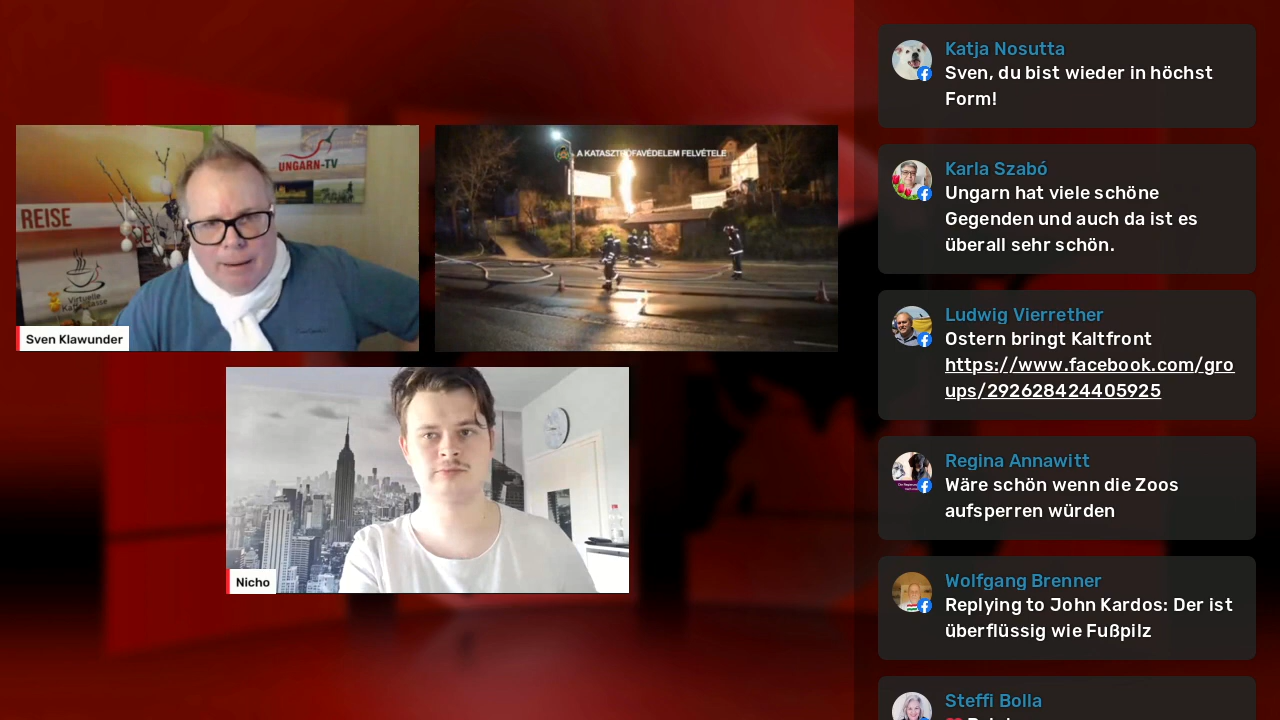 UNGARN-TV
REISE
Virtuelle
Sven Klawunder
A KATASZTRÓFAVÉDELEM FELVÉTELE
Nicho
Katja Nosutta
Sven, du bist wieder in höchst
Form!
Karla Szabó
Ungarn hat viele schöne
Gegenden und auch da ist es
überall sehr schön.
Ludwig Vierrether
Ostern bringt Kaltfront
https://www.facebook.com/gro
ups/292628424405925
Regina Annawitt
Wäre schön wenn die Zoos
aufsperren würden
Wolfgang Brenner
Replying to John Kardos: Der ist
überflüssig wie Fußpilz
Steffi Bolla